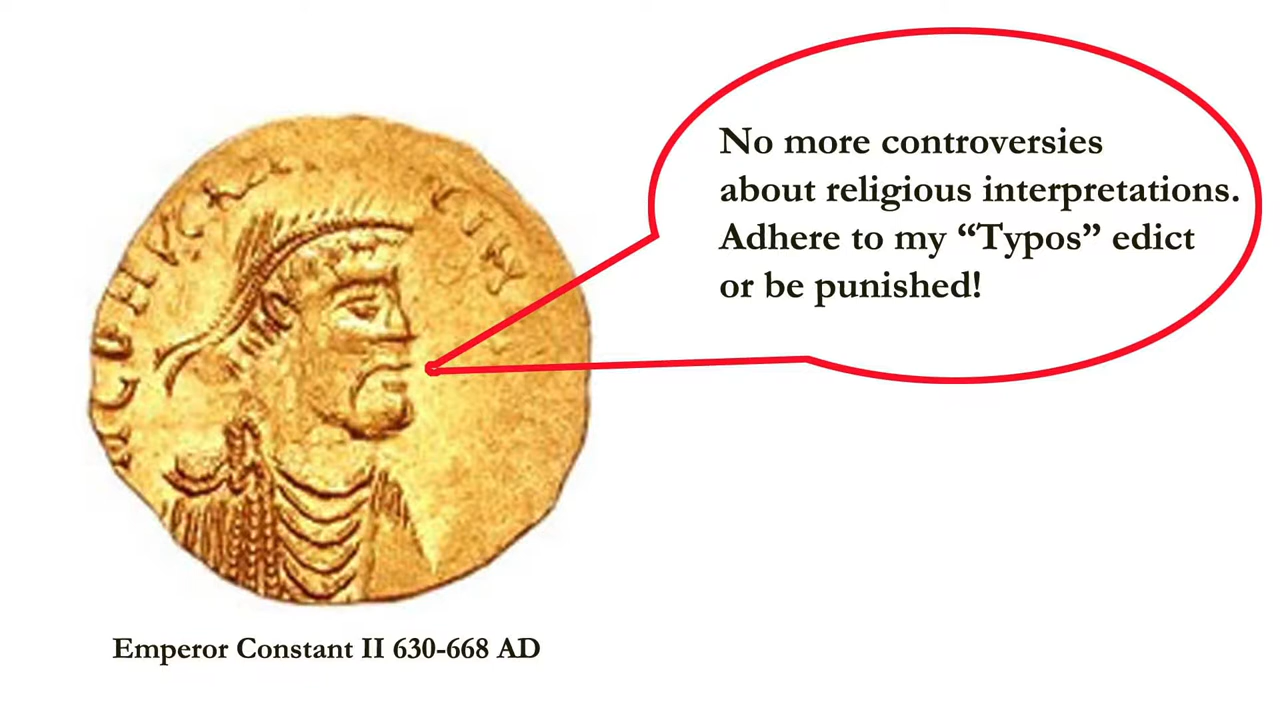 No more controversies
about religious interpretations.
Adhere to my “Typos” edict
or be punished!
Emperor Constant II 630-668 AD